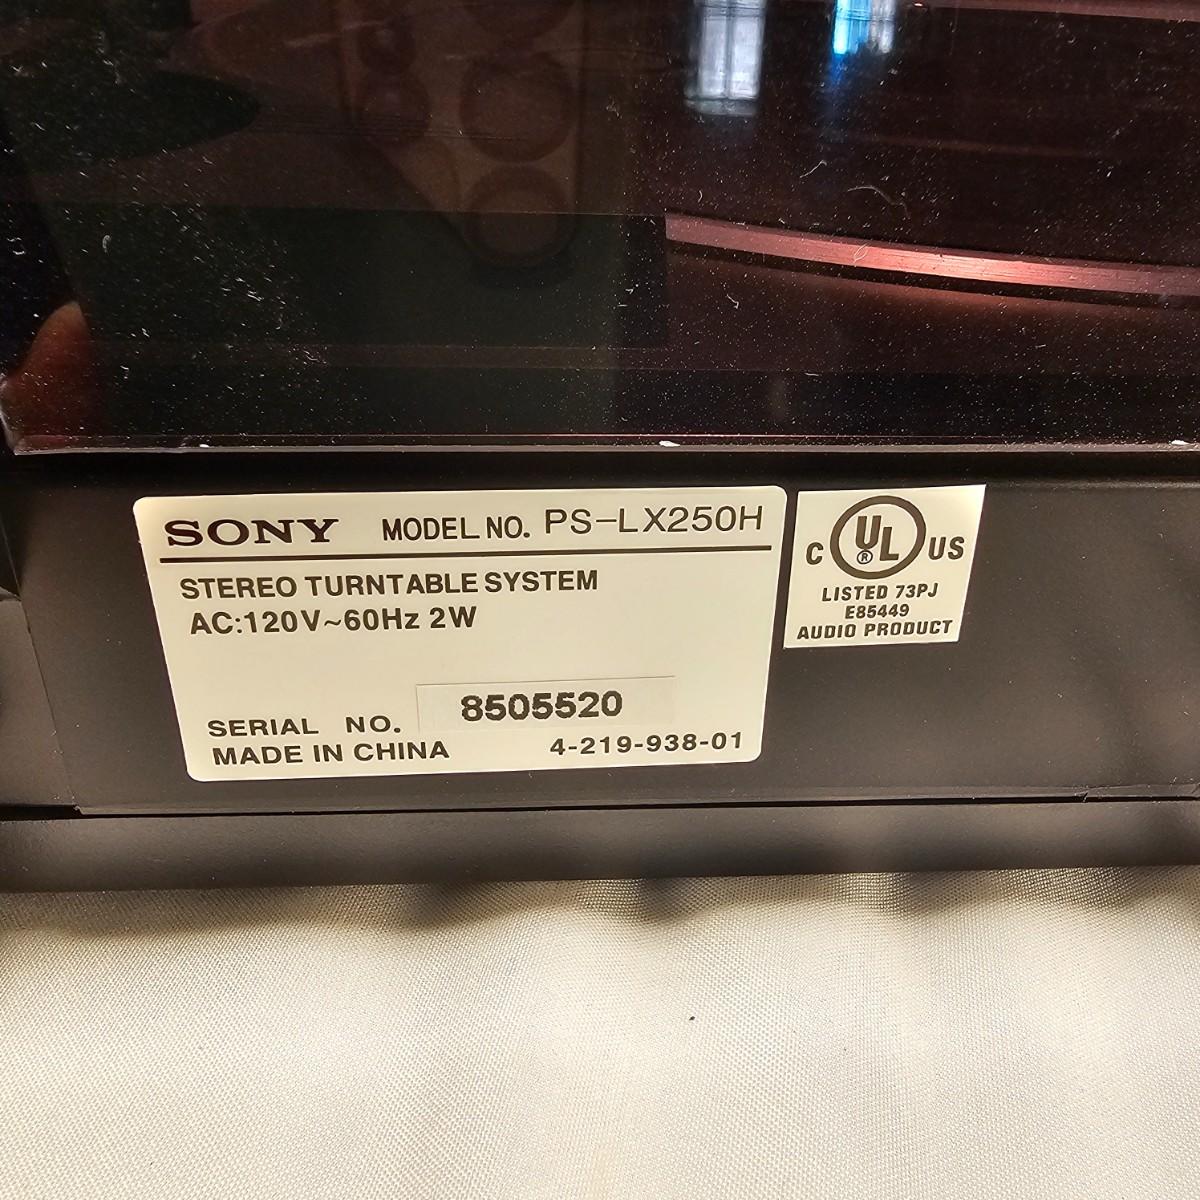 SONY MODEL NO. PS-LX250H
STEREO TURNTABLE SYSTEM
AC:120V~60Hz 2W
SERIAL NO. 8505520
MADE IN CHINA 4-219-938-01
C UL ® US
LISTED 73PJ
E85449
AUDIO PRODUCT